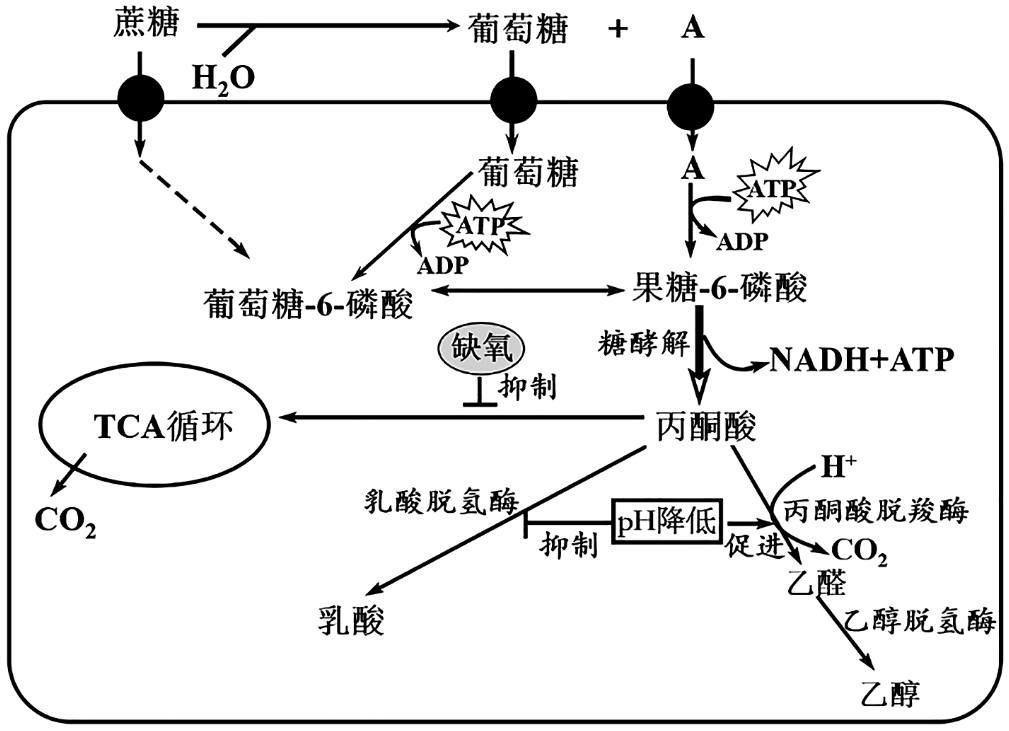 蔗糖
葡萄糖 + A
H₂O
葡萄糖
A
ATP
ADP
ATP
ADP
葡萄糖-6-磷酸
果糖-6-磷酸
糖酵解
NADH+ATP
缺氧
抑制
TCA循环
丙酮酸
CO₂
H⁺
乳酸脱氢酶
pH降低
抑制
促进
丙酮酸脱羧酶
CO₂
乙醛
乳酸
乙醇脱氢酶
乙醇